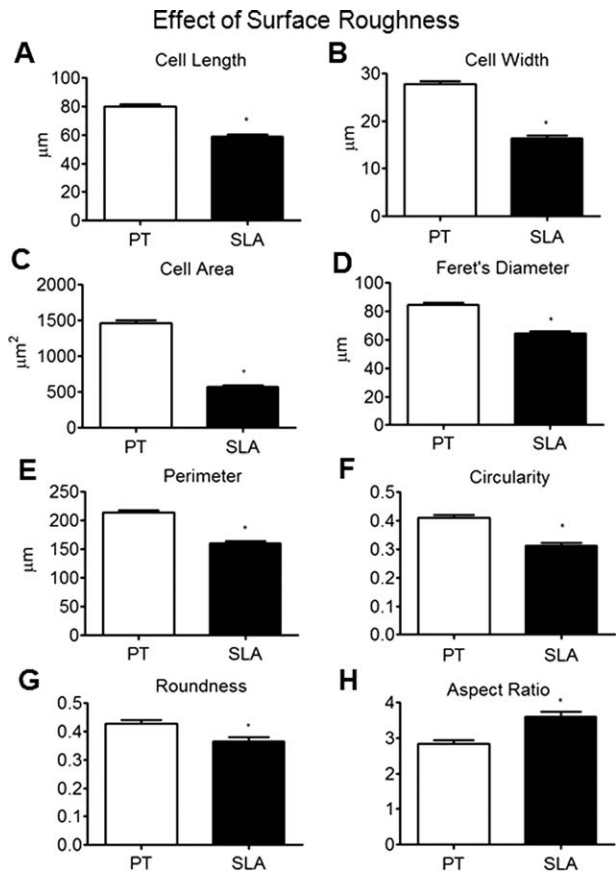 Effect of Surface Roughness
A
Cell Length
80
60
40
20
0
μm
*
PT
SLA
B
Cell Width
30
20
10
0
μm
*
PT
SLA
C
Cell Area
2000
1500
1000
500
0
μm²
*
PT
SLA
D
Feret's Diameter
100
80
60
40
20
0
μm
*
PT
SLA
E
Perimeter
250
200
150
100
50
0
μm
*
PT
SLA
F
Circularity
0.5
0.4
0.3
0.2
0.1
0.0
*
PT
SLA
G
Roundness
0.5
0.4
0.3
0.2
0.1
0.0
*
PT
SLA
H
Aspect Ratio
4
3
2
1
0
*
PT
SLA